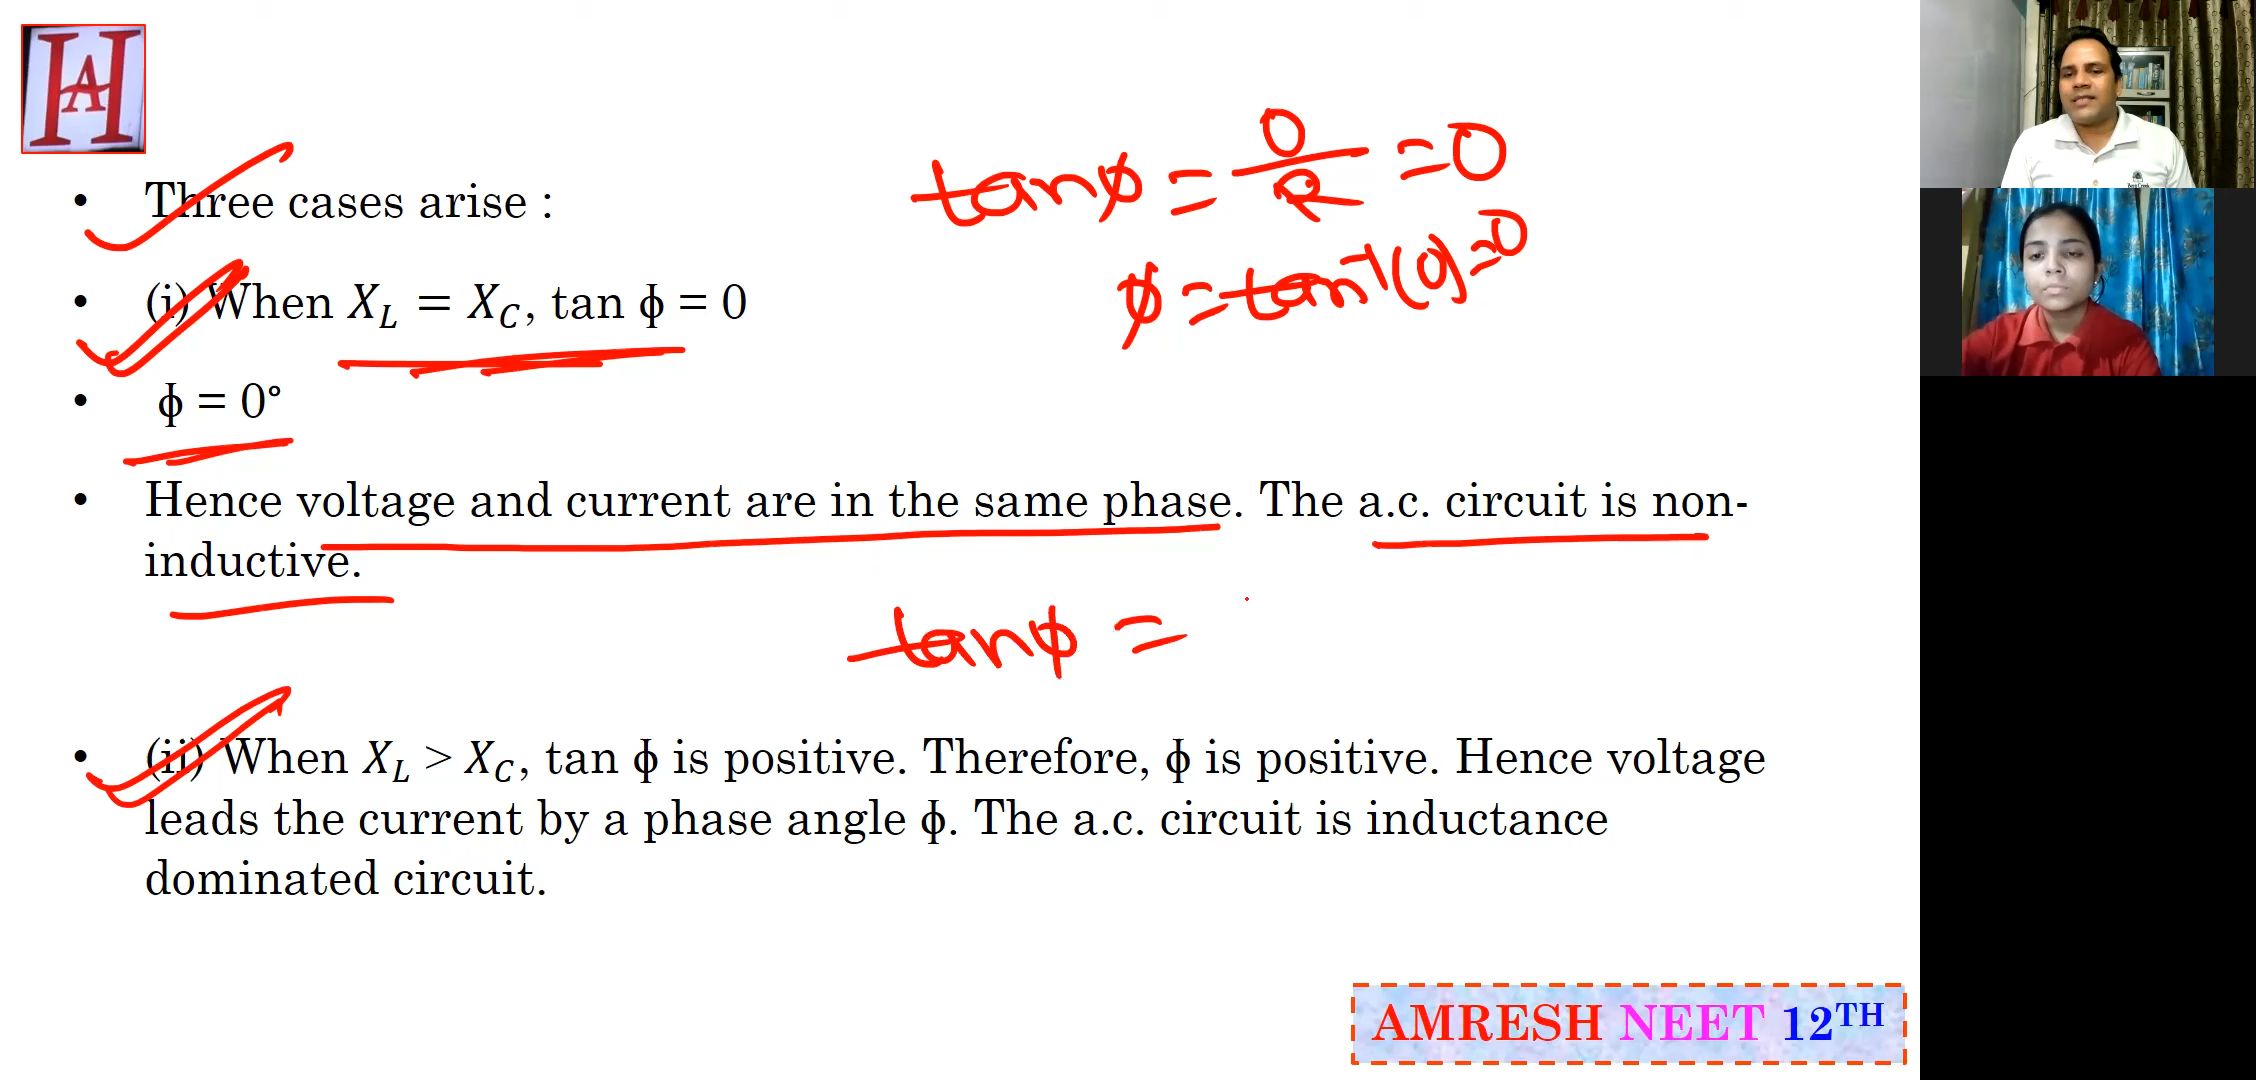 HA
• Three cases arise :
tanϕ = 0/R = 0
ϕ = tan⁻¹(0) = 0
• (i) When X_L = X_C, tan ϕ = 0
• ϕ = 0°
• Hence voltage and current are in the same phase. The a.c. circuit is non-
inductive.
tanϕ =
• (ii) When X_L > X_C, tan ϕ is positive. Therefore, ϕ is positive. Hence voltage
leads the current by a phase angle ϕ. The a.c. circuit is inductance
dominated circuit.
AMRESH NEET 12TH